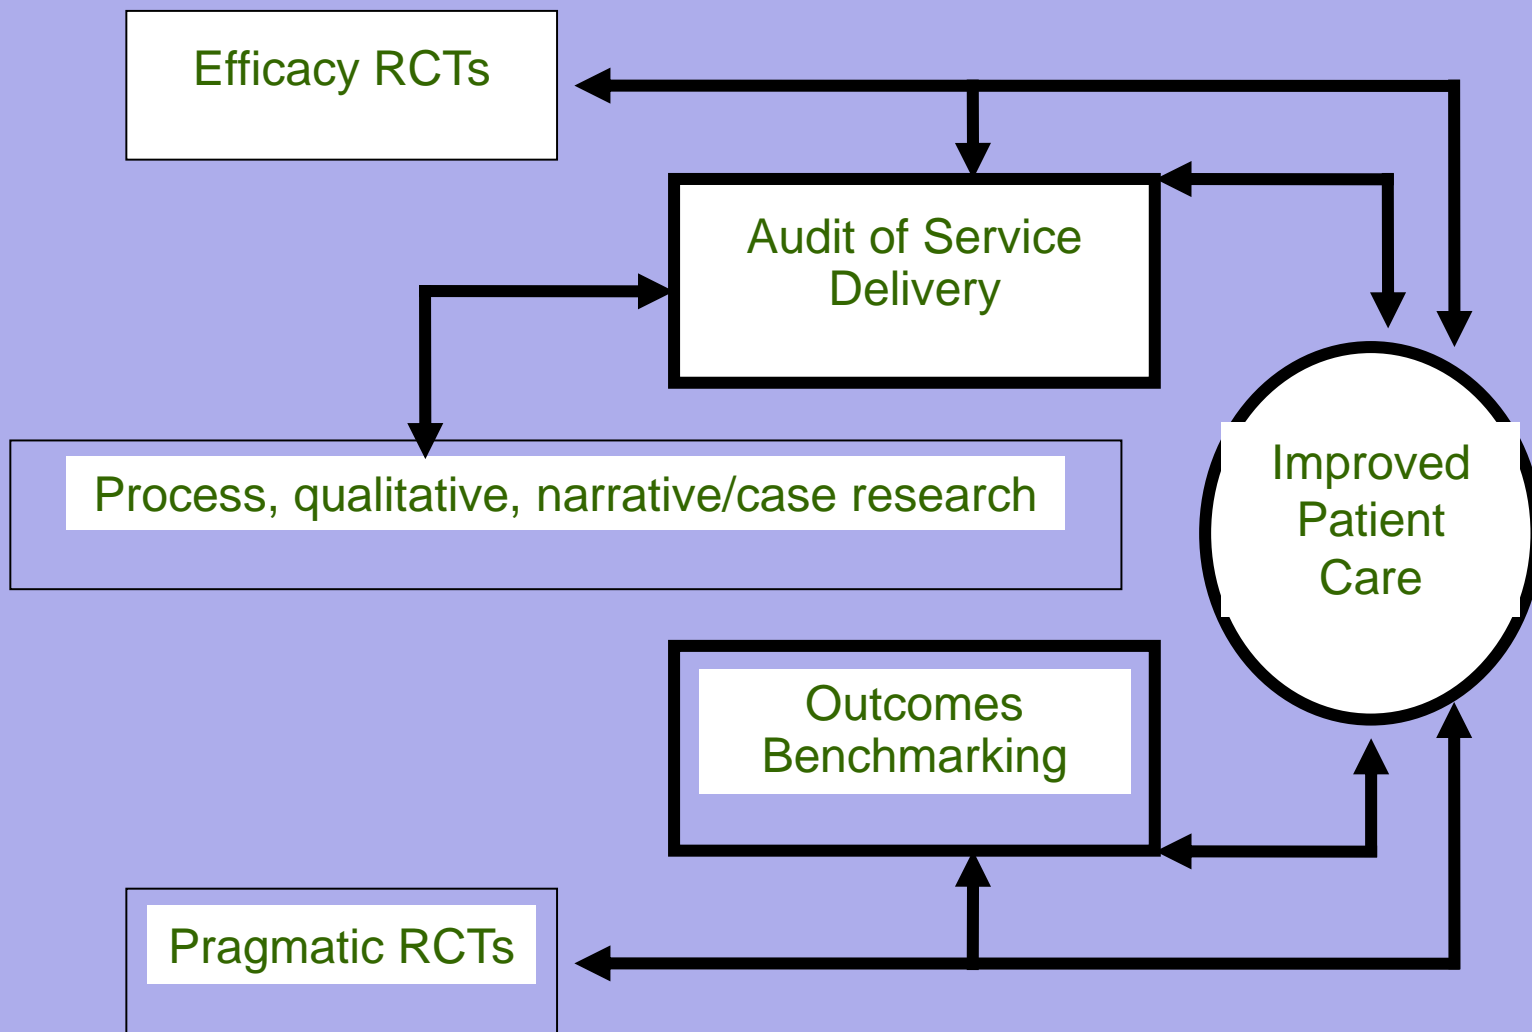 Efficacy RCTs
Audit of Service
Delivery
Process, qualitative, narrative/case research
Improved
Patient
Care
Outcomes
Benchmarking
Pragmatic RCTs